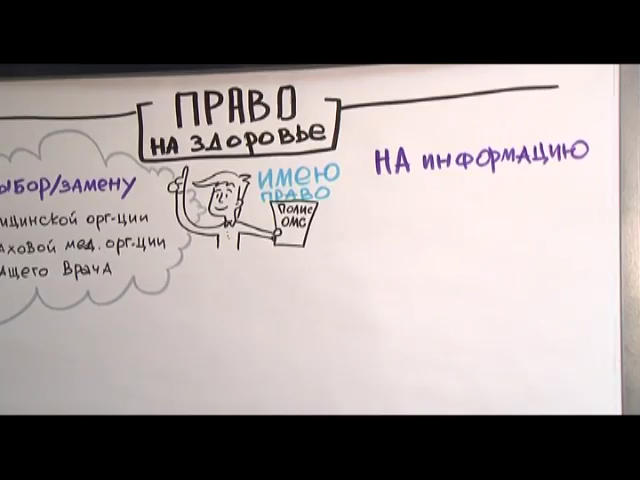 ПРАВО
НА ЗДОРОВЬЕ
ИМЕЮ
ПРАВО
ПОЛИС
ОМС
НА ИНФОРМАЦИЮ
ЫБОР/ЗАМЕНУ
ИЦИНСКОЙ ОРГ-ЦИИ
АХОВОЙ МЕД. ОРГ-ЦИИ
АЩЕГО ВРАЧА